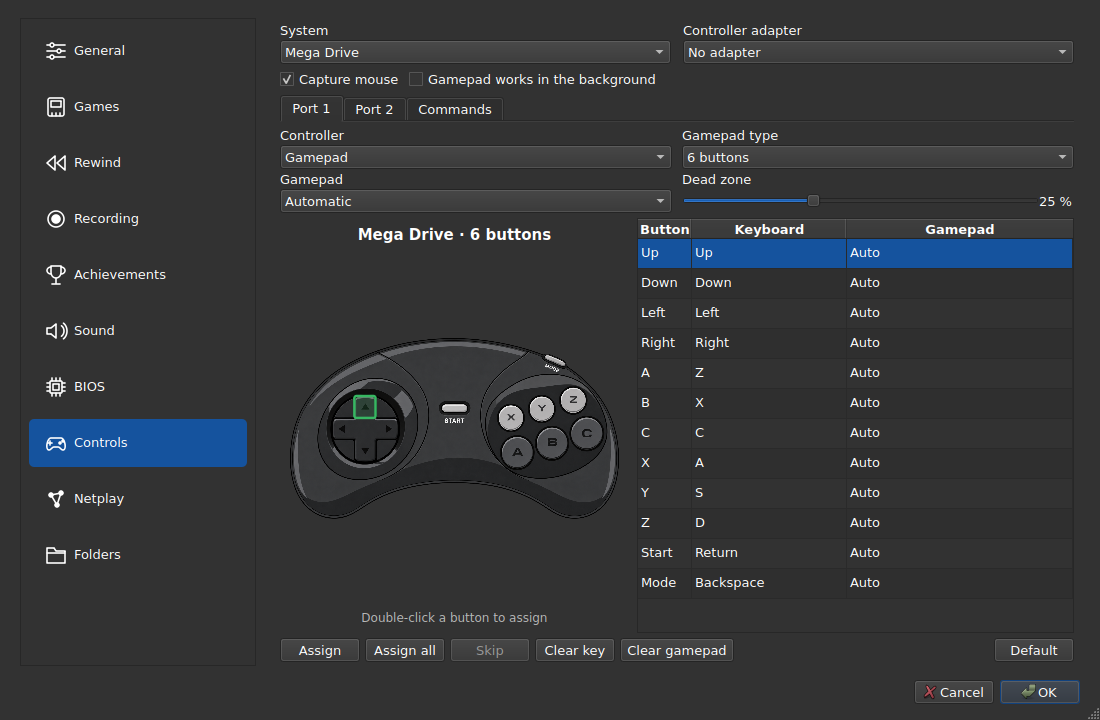 General
Games
Rewind
Recording
Achievements
Sound
BIOS
Controls
Netplay
Folders
System
Controller adapter
Mega Drive
No adapter
Capture mouse
Gamepad works in the background
Port 1
Port 2
Commands
Controller
Gamepad type
Gamepad
6 buttons
Gamepad
Dead zone
Automatic
25 %
Mega Drive · 6 buttons
MODE
X Y Z
START
A B C
Double-click a button to assign
Button Keyboard Gamepad
Up Up Auto
Down Down Auto
Left Left Auto
Right Right Auto
A Z Auto
B X Auto
C C Auto
X A Auto
Y S Auto
Z D Auto
Start Return Auto
Mode Backspace Auto
Assign
Assign all
Skip
Clear key
Clear gamepad
Default
Cancel
OK